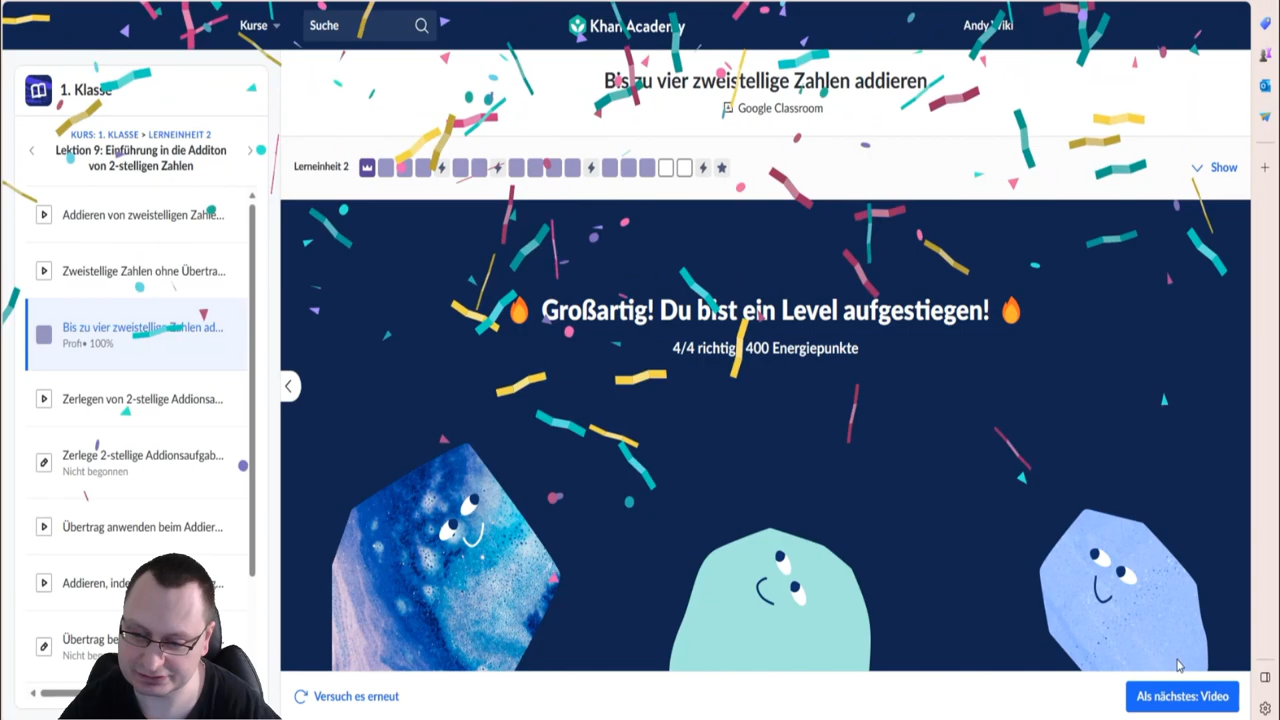 Kurse
Suche
Khan Academy
Andy Wiki
1. Klasse
KURS: 1. KLASSE > LERNEINHEIT 2
Lektion 9: Einführung in die Additon
von 2-stelligen Zahlen
Addieren von zweistelligen Zahle...
Zweistellige Zahlen ohne Übertra...
Bis zu vier zweistellige Zahlen ad...
Profi • 100%
Zerlegen von 2-stellige Addionsa...
Zerlege 2-stellige Addionsaufgab...
Nicht begonnen
Übertrag anwenden beim Addier...
Addieren, inde
Übertrag be
Nicht be
Bis zu vier zweistellige Zahlen addieren
Google Classroom
Lerneinheit 2
Show
Großartig! Du bist ein Level aufgestiegen!
4/4 richtig 400 Energiepunkte
Versuch es erneut
Als nächstes: Video